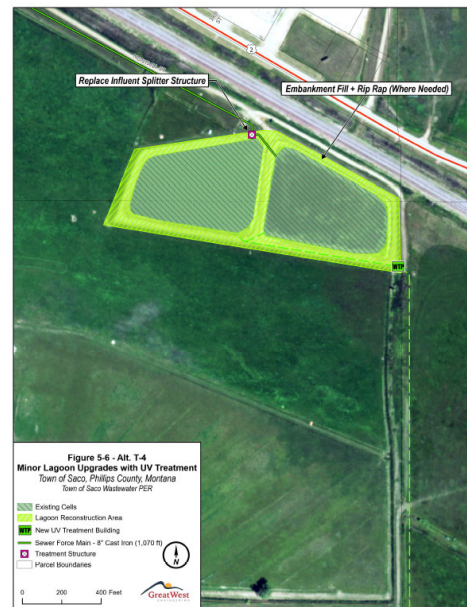 2
Replace Influent Splitter Structure
Embankment Fill + Rip Rap (Where Needed)
WTP
Figure 5-6 - Alt. T-4
Minor Lagoon Upgrades with UV Treatment
Town of Saco, Phillips County, Montana
Town of Saco Wastewater PER
Existing Cells
Lagoon Reconstruction Area
WTP New UV Treatment Building
Sewer Force Main - 8" Cast Iron (1,070 ft)
Treatment Structure
Parcel Boundaries
N
0 200 400 Feet
GreatWest
ENGINEERING